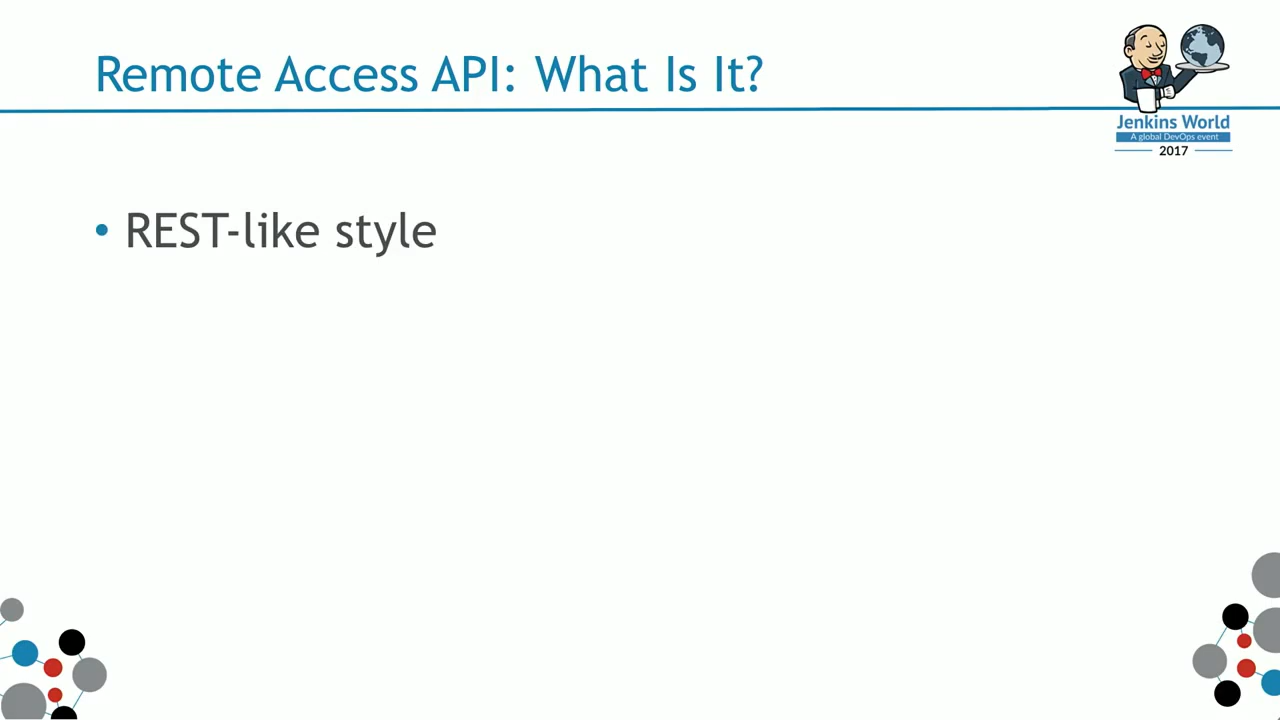 Remote Access API: What Is It?
Jenkins World
A global DevOps event
2017
• REST-like style